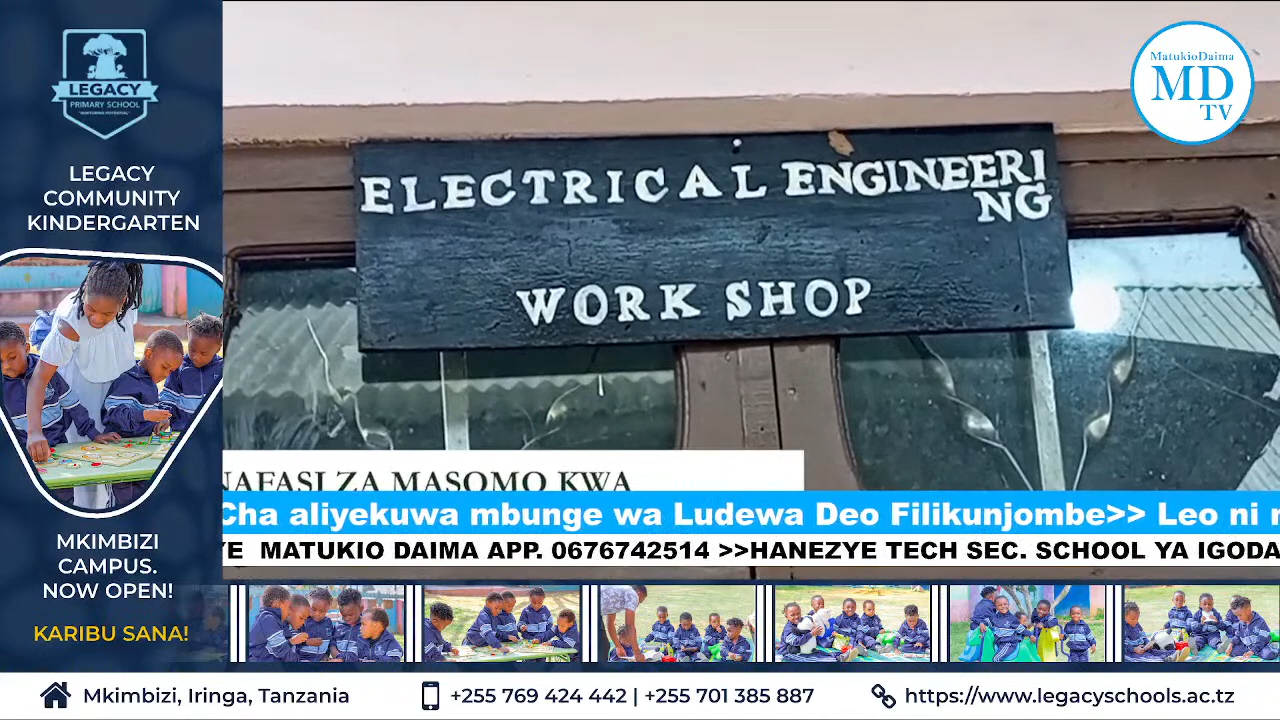 LEGACY
PRIMARY SCHOOL
"NURTURING POTENTIAL"
LEGACY
COMMUNITY
KINDERGARTEN
MKIMBIZI
CAMPUS.
NOW OPEN!
KARIBU SANA!
MatukioDaima
MD
TV
ELECTRICAL ENGINEERI
NG
WORK SHOP
NAFASI ZA MASOMO KWA
Cha aliyekuwa mbunge wa Ludewa Deo Filikunjombe>> Leo ni
YE MATUKIO DAIMA APP. 0676742514 >>HANEZYE TECH SEC. SCHOOL YA IGODA
Mkimbizi, Iringa, Tanzania
+255 769 424 442 | +255 701 385 887
https://www.legacyschools.ac.tz